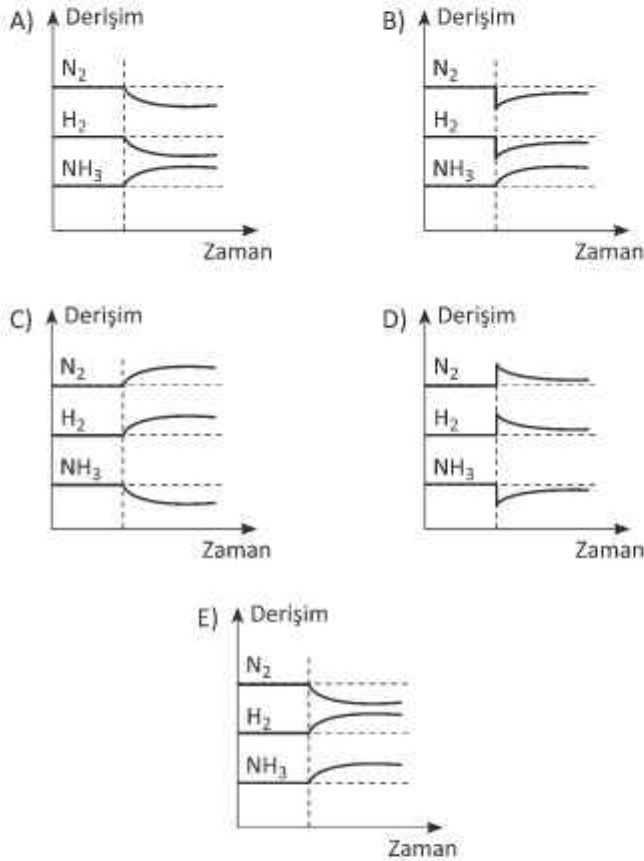 A) Derişim
N₂
H₂
NH₃
Zaman
B) Derişim
N₂
H₂
NH₃
Zaman
C) Derişim
N₂
H₂
NH₃
Zaman
D) Derişim
N₂
H₂
NH₃
Zaman
E) Derişim
N₂
H₂
NH₃
Zaman